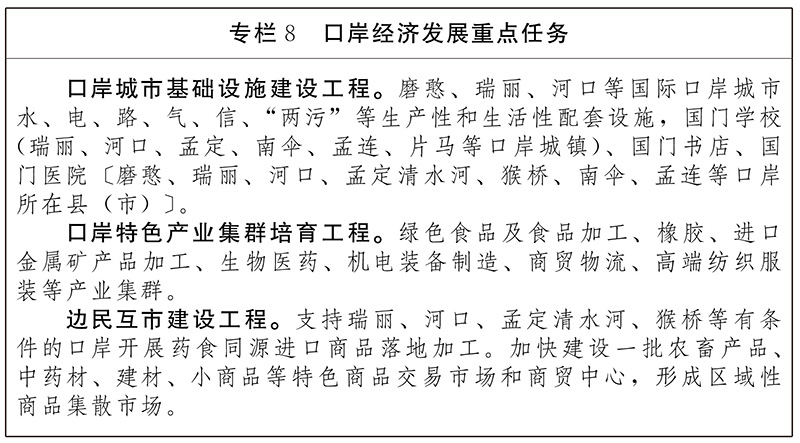 专栏 8　口岸经济发展重点任务
口岸城市基础设施建设工程。磨憨、瑞丽、河口等国际口岸城市
水、电、路、气、信、“两污”等生产性和生活性配套设施，国门学校
(瑞丽、河口、孟定、南伞、孟连、片马等口岸城镇)、国门书店、国
门医院〔磨憨、瑞丽、河口、孟定清水河、猴桥、南伞、孟连等口岸
所在县（市）〕。
口岸特色产业集群培育工程。绿色食品及食品加工、橡胶、进口
金属矿产品加工、生物医药、机电装备制造、商贸物流、高端纺织服
装等产业集群。
边民互市建设工程。支持瑞丽、河口、孟定清水河、猴桥等有条
件的口岸开展药食同源进口商品落地加工。加快建设一批农畜产品、
中药材、建材、小商品等特色商品交易市场和商贸中心，形成区域性
商品集散市场。